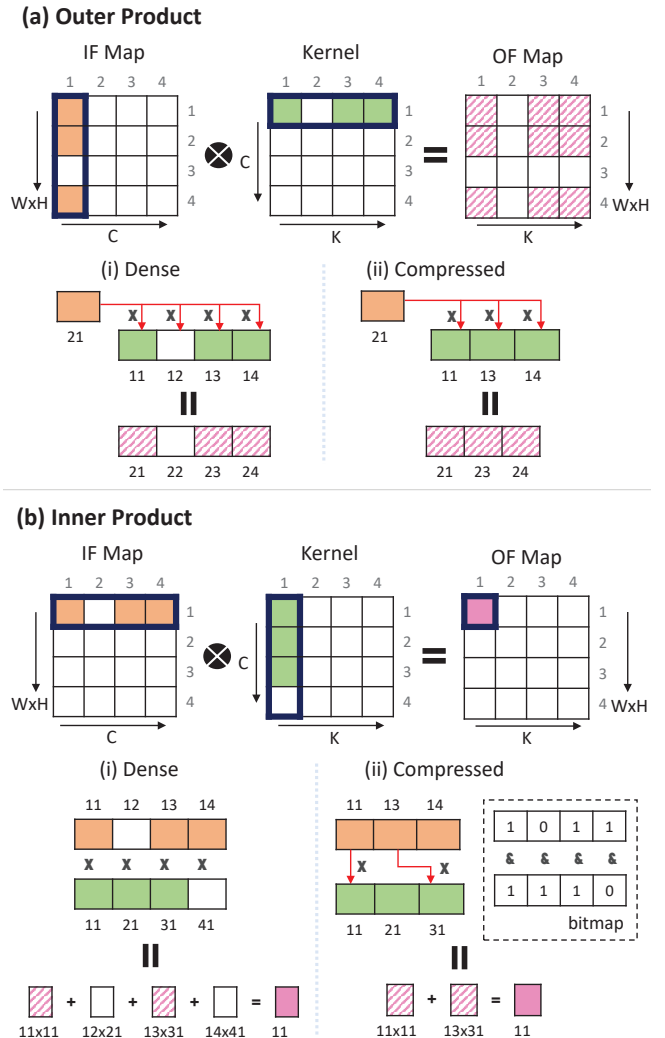 (a) Outer Product
IF Map Kernel OF Map
1 2 3 4 1 2 3 4 1 2 3 4
1 1
2 2
C =
3 3
4 4
WxH WxH
C K K
(i) Dense (ii) Compressed
X X X X X X X
21 21
11 12 13 14 11 13 14
=
=
21 22 23 24 21 23 24
(b) Inner Product
IF Map Kernel OF Map
1 2 3 4 1 2 3 4
1 2 3 4
1 1 1
2 2 2
C =
3 3 3
4 4 4
WxH WxH
C K K
(i) Dense (ii) Compressed
11 12 13 14 11 13 14
1 0 1 1
X X X X X X & & & &
1 1 1 0
11 21 31 41 11 21 31 bitmap
= =
+ + + = + =
11x11 12x21 13x31 14x41 11 11x11 13x31 11